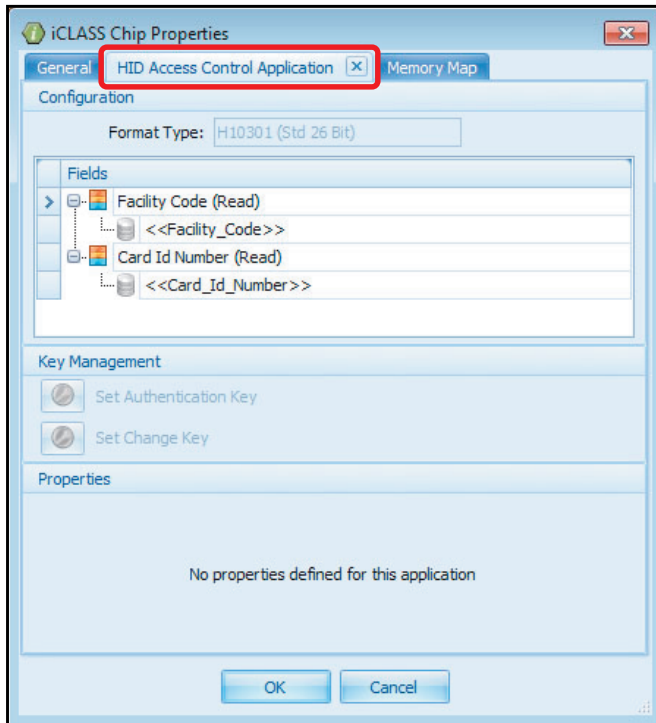 iCLASS Chip Properties
General HID Access Control Application Memory Map
Configuration
Format Type: H10301 (Std 26 Bit)
Fields
Facility Code (Read)
<<Facility_Code>>
Card Id Number (Read)
<<Card_Id_Number>>
Key Management
Set Authentication Key
Set Change Key
Properties
No properties defined for this application
OK Cancel